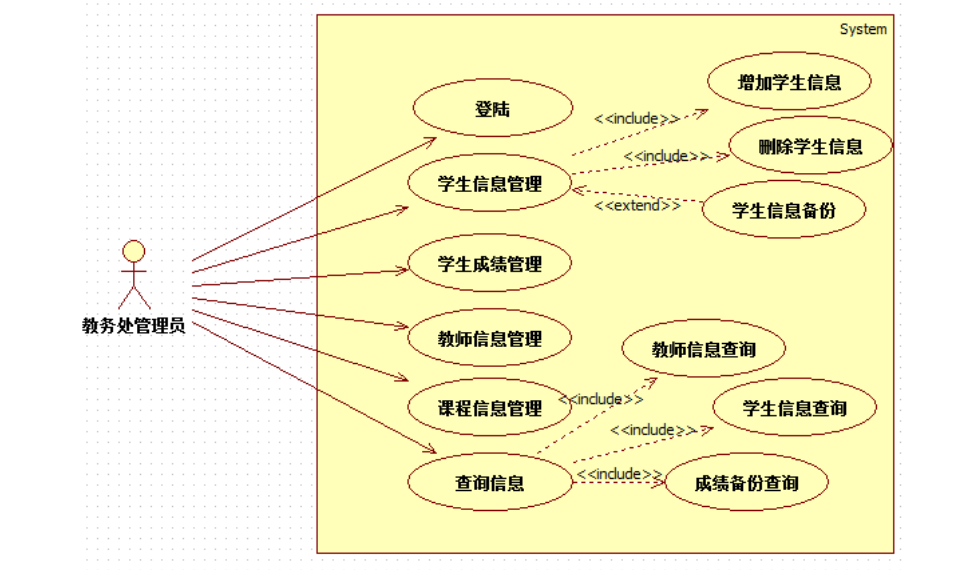 System
增加学生信息
登陆
<<include>>
删除学生信息
<<include>>
学生信息管理
<<extend>>
学生信息备份
学生成绩管理
教务处管理员
教师信息管理
教师信息查询
课程信息管理
<<include>>
学生信息查询
<<include>>
<<include>>
查询信息
成绩备份查询